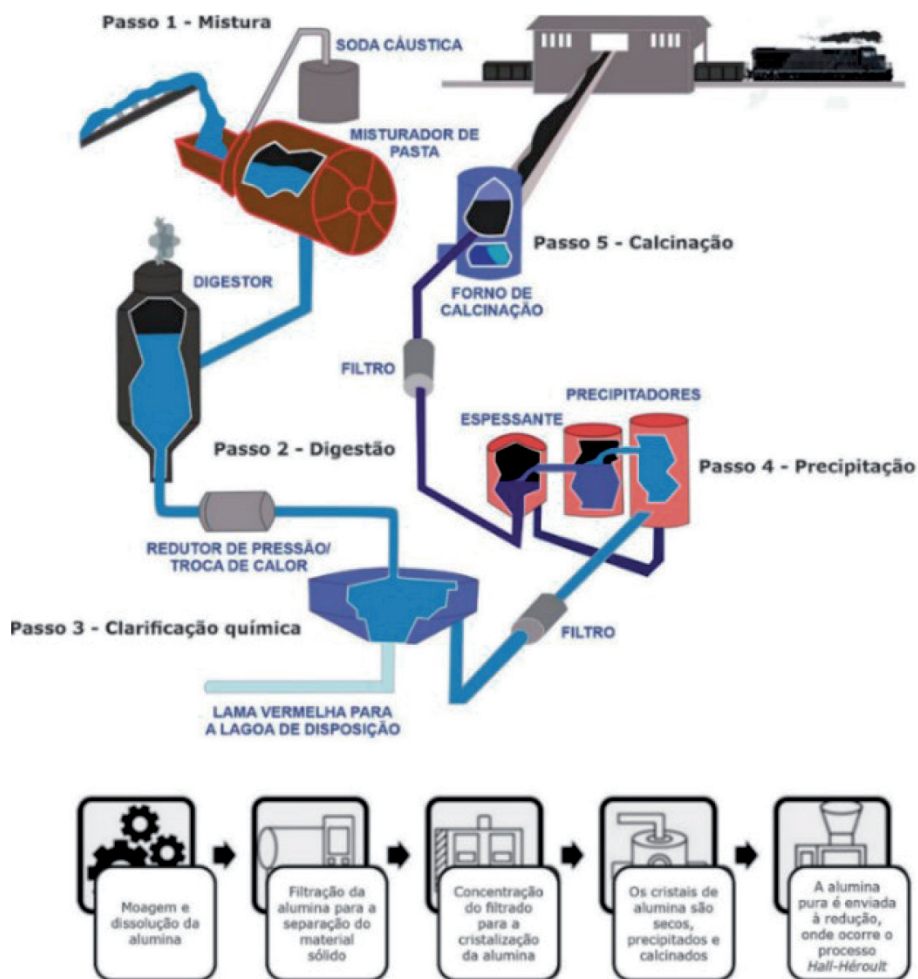 Passo 1 - Mistura
SODA CÁUSTICA
MISTURADOR DE
PASTA
DIGESTOR
Passo 5 - Calcinação
FORNO DE
CALCINAÇÃO
FILTRO
PRECIPITADORES
ESPESSANTE
Passo 2 - Digestão
Passo 4 - Precipitação
REDUTOR DE PRESSÃO/
TROCA DE CALOR
Passo 3 - Clarificação química
FILTRO
LAMA VERMELHA PARA
A LAGOA DE DISPOSIÇÃO
Moagem e
dissolução da
alumina
Filtração da
alumina para a
separação do
material
sólido
Concentração
do filtrado
para a
cristalização
da alumina
Os cristais de
alumina são
secos,
precipitados e
calcinados
A alumina
pura é enviada
à redução,
onde ocorre o
processo
Hall-Héroult